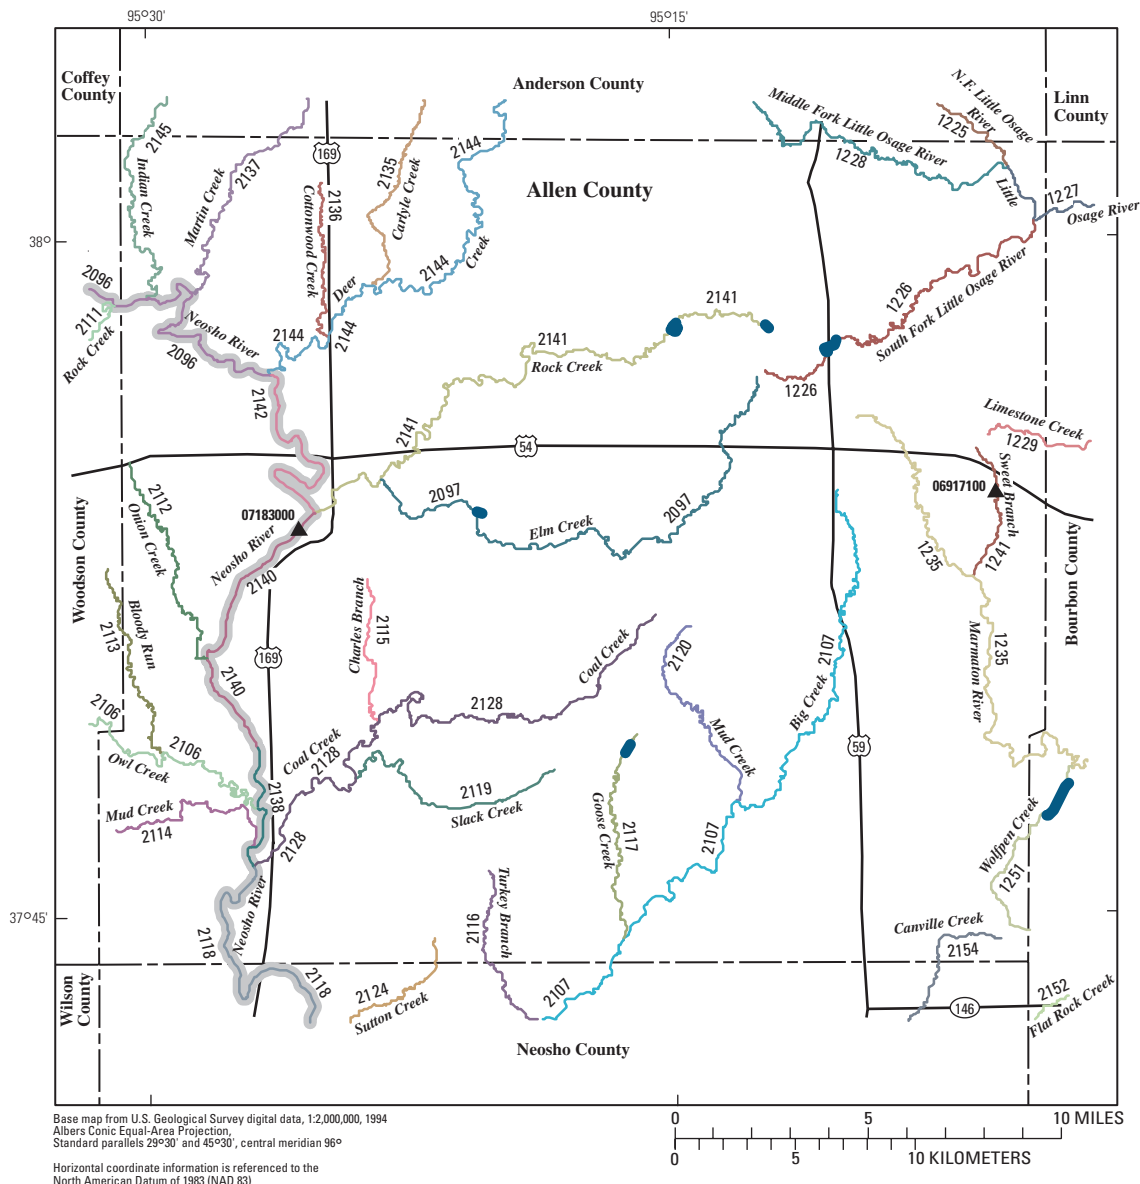 95°30'
95°15'
Coffey
County
Anderson County
Linn
County
N.F. Little Osage
River
1225
Middle Fork Little Osage River
1228
2145
Indian Creek
2137
Martin Creek
169
2136
Cottonwood Creek
2135
Carlyle Creek
2144
Allen County
Little
1227
Osage River
38°
2096
2111
Rock Creek
Neosho River
2096
Deer
2144
Creek
2144
2144
2142
2141
2141
Rock Creek
2141
1226
South Fork Little Osage River
1226
Limestone Creek
1229
54
Sweet Branch
06917100
1241
2112
Onion Creek
07183000
Neosho River
2140
2097
Elm Creek
2097
1235
Woodson County
Bourbon County
2113
Bloody Run
Charles Branch
2115
169
2140
Coal Creek
2120
2107
Big Creek
Marmaton River
1235
2106
2106
Owl Creek
2128
Coal Creek
2128
Mud Creek
59
Mud Creek
2114
2138
2119
Slack Creek
2128
Goose Creek
2117
2107
Wolfpen Creek
1251
Neosho River
2118
Turkey Branch
2116
Canville Creek
2154
37°45'
Wilson
County
2118
2124
Sutton Creek
2107
146
2152
Flat Rock Creek
Neosho County
Base map from U.S. Geological Survey digital data, 1:2,000,000, 1994
Albers Conic Equal-Area Projection,
Standard parallels 29°30' and 45°30', central meridian 96°
Horizontal coordinate information is referenced to the
North American Datum of 1983 (NAD 83)
0 5 10 MILES
0 5 10 KILOMETERS